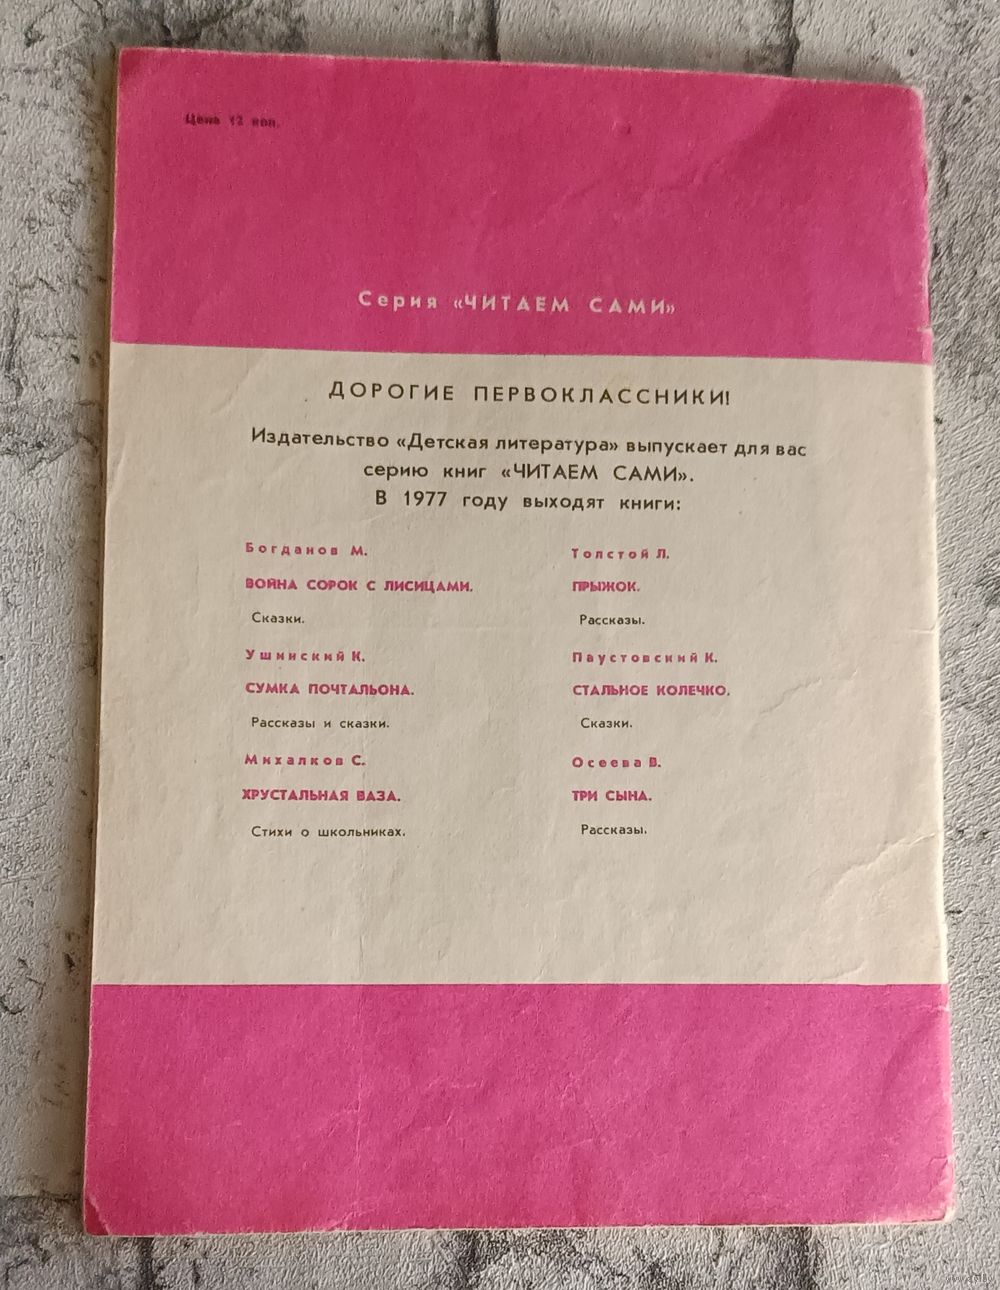 Цена 12 коп.
Серия «ЧИТАЕМ САМИ»
ДОРОГИЕ ПЕРВОКЛАССНИКИ!
Издательство «Детская литература» выпускает для вас
серию книг «ЧИТАЕМ САМИ».
В 1977 году выходят книги:
Богданов М.
ВОЙНА СОРОК С ЛИСИЦАМИ.
Сказки.
Ушинский К.
СУМКА ПОЧТАЛЬОНА.
Рассказы и сказки.
Михалков С.
ХРУСТАЛЬНАЯ ВАЗА.
Стихи о школьниках.
Толстой Л.
ПРЫЖОК.
Рассказы.
Паустовский К.
СТАЛЬНОЕ КОЛЕЧКО.
Сказки.
Осеева В.
ТРИ СЫНА.
Рассказы.